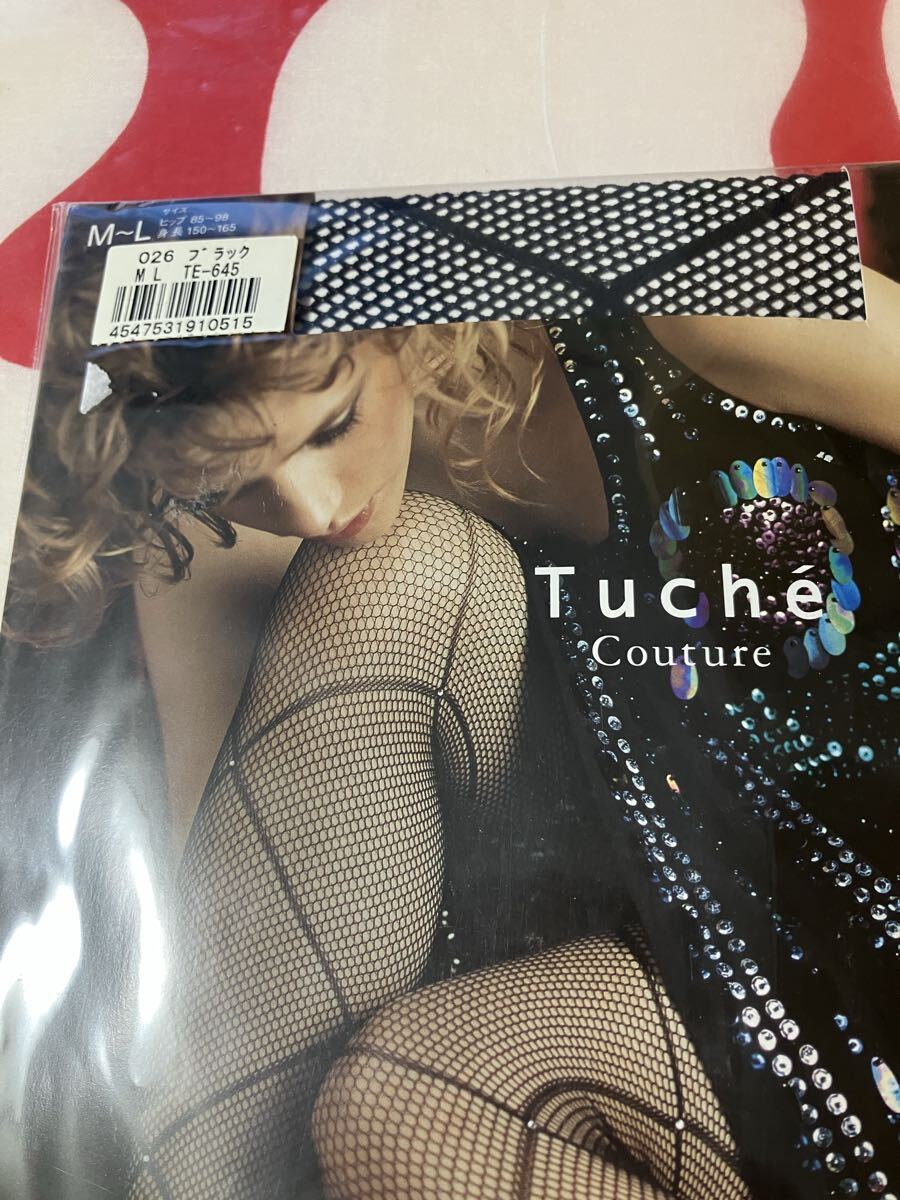 サイズ
M~L
ヒップ 85~98
身長 150~165
026 ブラック
M L TE-645
4547531910515
Tuché
Couture